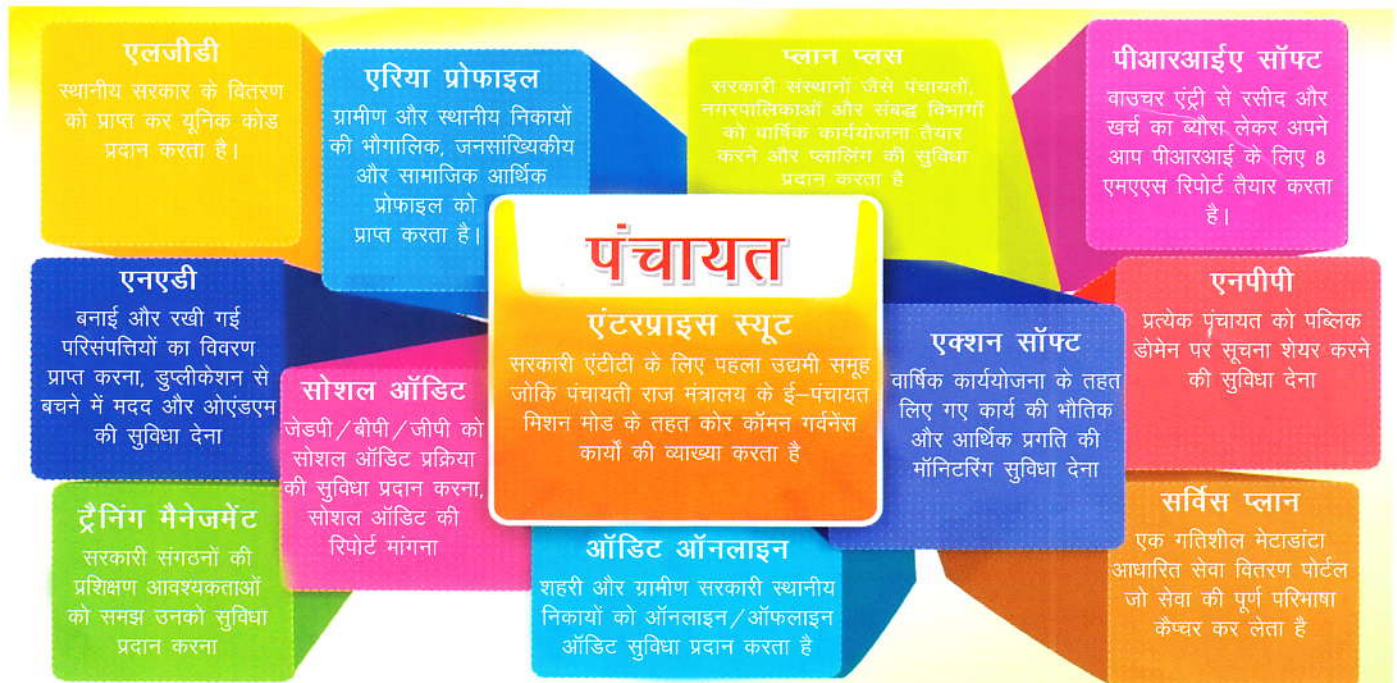 एलजीडी
स्थानीय सरकार के वितरण
को प्राप्त कर यूनिक कोड
प्रदान करता है।
एरिया प्रोफाइल
ग्रामीण और स्थानीय निकायों
की भौगालिक, जनसांख्यिकीय
और सामाजिक आर्थिक
प्रोफाइल को
प्राप्त करता है।
प्लान प्लस
सरकारी संस्थानों जैसे पंचायतो,
नगरपालिकाओं और संबद्ध विभागों
को वार्षिक कार्ययोजना तैयार
करने और प्लालिंग की सुविधा
प्रदान करता है
पीआरआईए सॉफ्ट
वाउचर एंट्री से रसीद और
खर्च का ब्यौरा लेकर अपने
आप पीआरआई के लिए 8
एमएएस रिपोर्ट तैयार करता
है।
पंचायत
एंटरप्राइस स्यूट
सरकारी एंटीटी के लिए पहला उद्यमी समूह
जोकि पंचायती राज मंत्रालय के ई–पंचायत
मिशन मोड के तहत कोर कॉमन गर्वनेंस
कार्यों की व्याख्या करता है
एनएडी
बनाई और रखी गई
परिसंपत्तियों का विवरण
प्राप्त करना, डुप्लीकेशन से
बचने में मदद और ओएंडएम
की सुविधा देना
सोशल ऑडिट
जेडपी/बीपी/जीपी को
सोशल ऑडिट प्रक्रिया
की सुविधा प्रदान करना,
सोशल ऑडिट की
रिपोर्ट मांगना
एक्शन सॉफ्ट
वार्षिक कार्ययोजना के तहत
लिए गए कार्य की भौतिक
और आर्थिक प्रगति की
मॉनिटरिंग सुविधा देना
एनपीपी
प्रत्येक पंचायत को पब्लिक
डोमेन पर सूचना शेयर करने
की सुविधा देना
ट्रैनिंग मैनेजमेंट
सरकारी संगठनों की
प्रशिक्षण आवश्यकताओं
को समझ उनको सुविधा
प्रदान करना
ऑडिट ऑनलाइन
शहरी और ग्रामीण सरकारी स्थानीय
निकायों को ऑनलाइन/ऑफलाइन
ऑडिट सुविधा प्रदान करता है
सर्विस प्लान
एक गतिशील मेटाडांटा
आधारित सेवा वितरण पोर्टल
जो सेवा की पूर्ण परिभाषा
कैप्चर कर लेता है